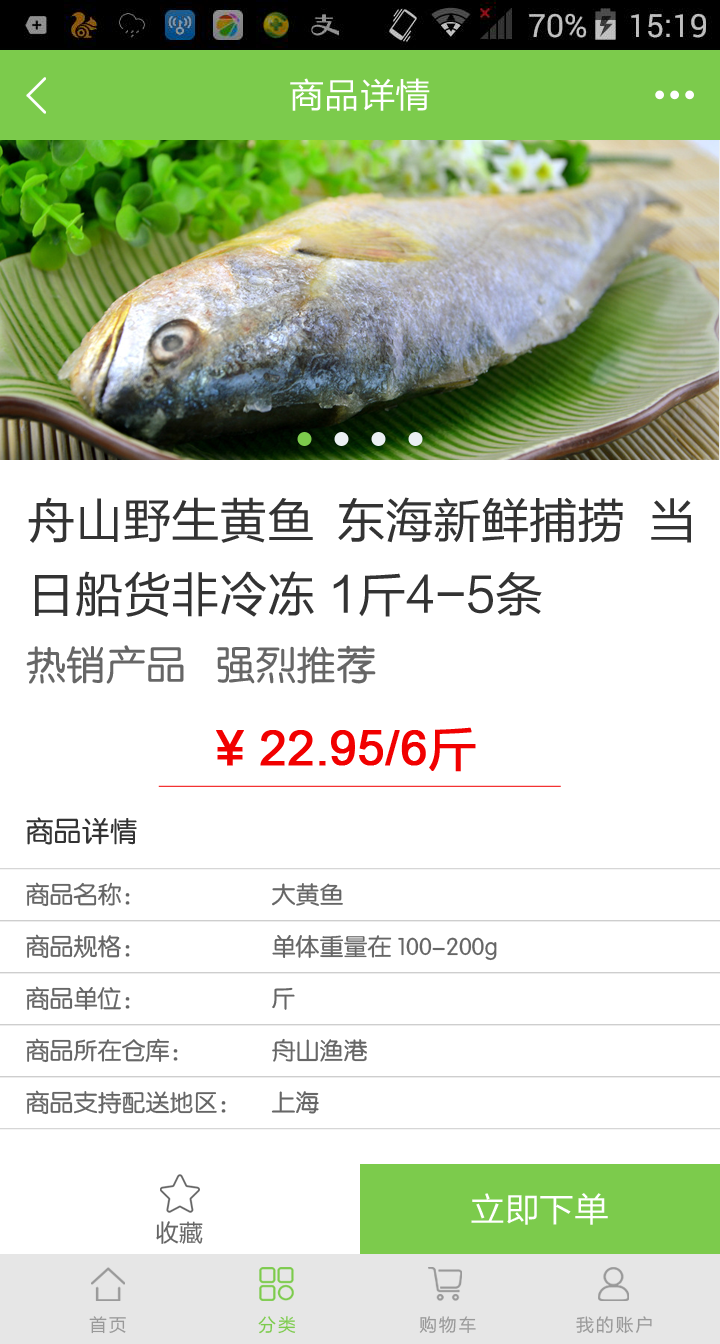 70% 15:19
商品详情
舟山野生黄鱼 东海新鲜捕捞 当
日船货非冷冻 1斤4-5条
热销产品 强烈推荐
¥ 22.95/6斤
商品详情
商品名称： 大黄鱼
商品规格： 单体重量在 100-200g
商品单位： 斤
商品所在仓库： 舟山渔港
商品支持配送地区： 上海
收藏
立即下单
首页 分类 购物车 我的账户